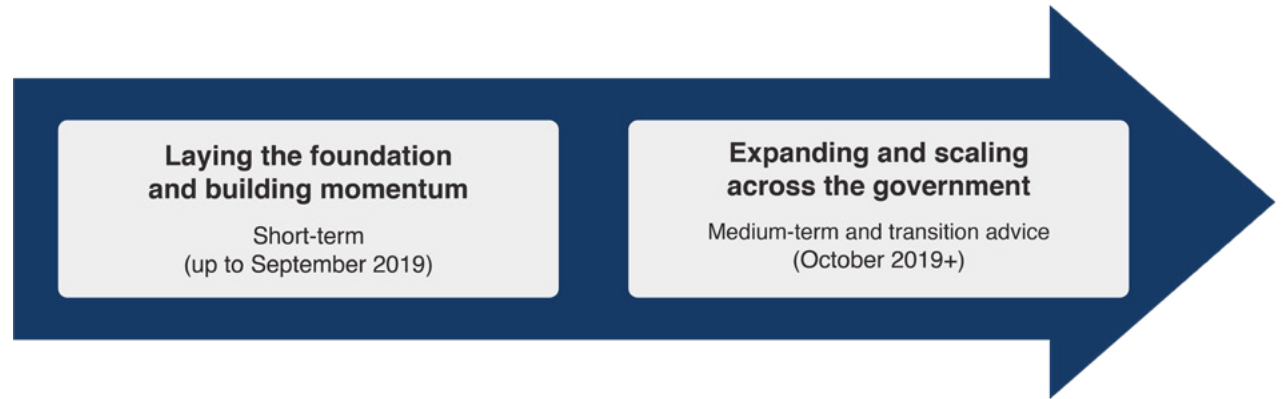 Laying the foundation
and building momentum
Short-term
(up to September 2019)
Expanding and scaling
across the government
Medium-term and transition advice
(October 2019+)